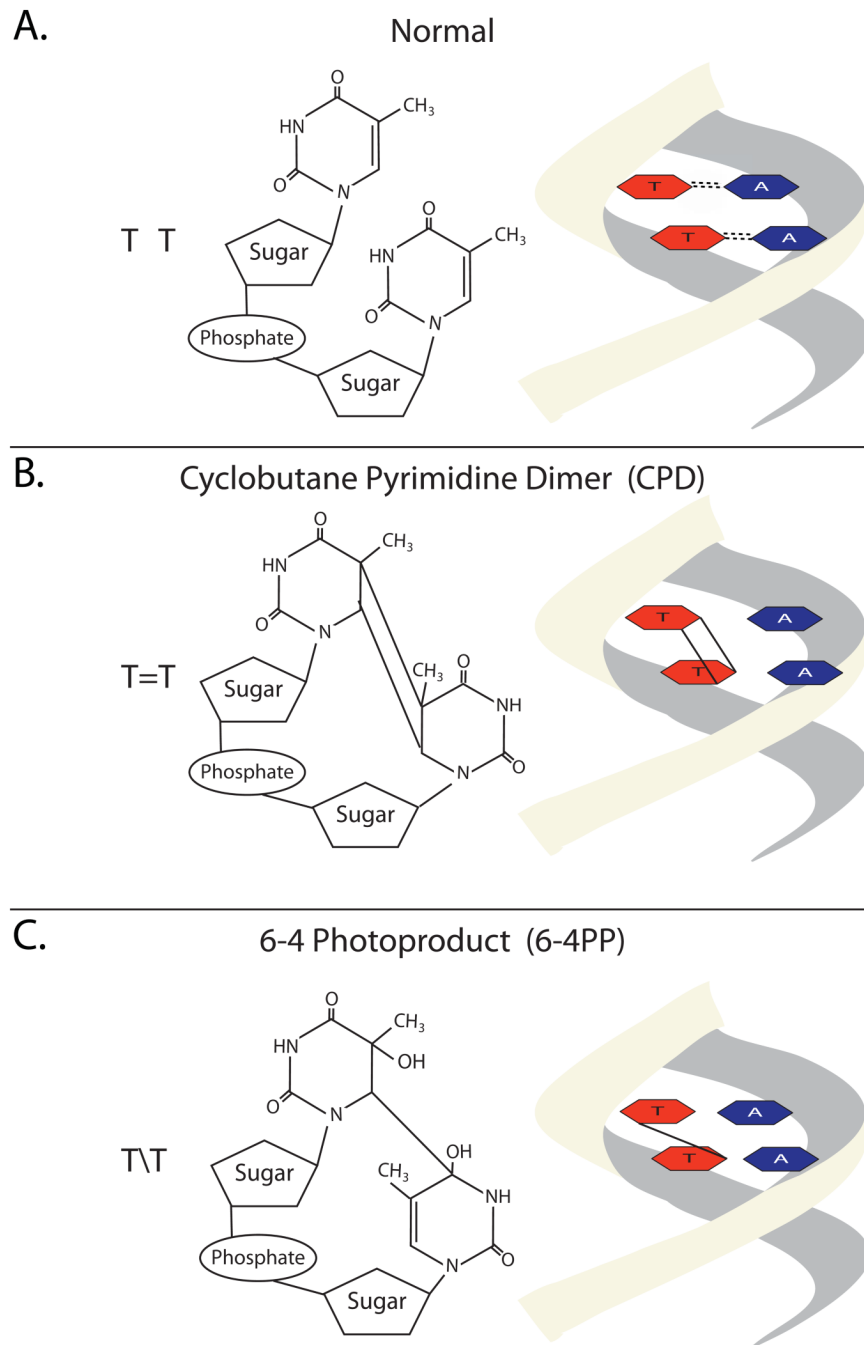 A.
Normal
O
CH₃
HN
O
N
O
CH₃
T T
Sugar
HN
O
N
Phosphate
Sugar
T
A
T
A
B.
Cyclobutane Pyrimidine Dimer (CPD)
O
CH₃
HN
O
N
CH₃
O
T=T
Sugar
NH
N
O
Phosphate
Sugar
T
A
T
A
C.
6-4 Photoproduct (6-4PP)
O
CH₃
HN
OH
O
N
OH
T\T
Sugar
CH₃
NH
Phosphate
N
O
Sugar
T
A
T
A